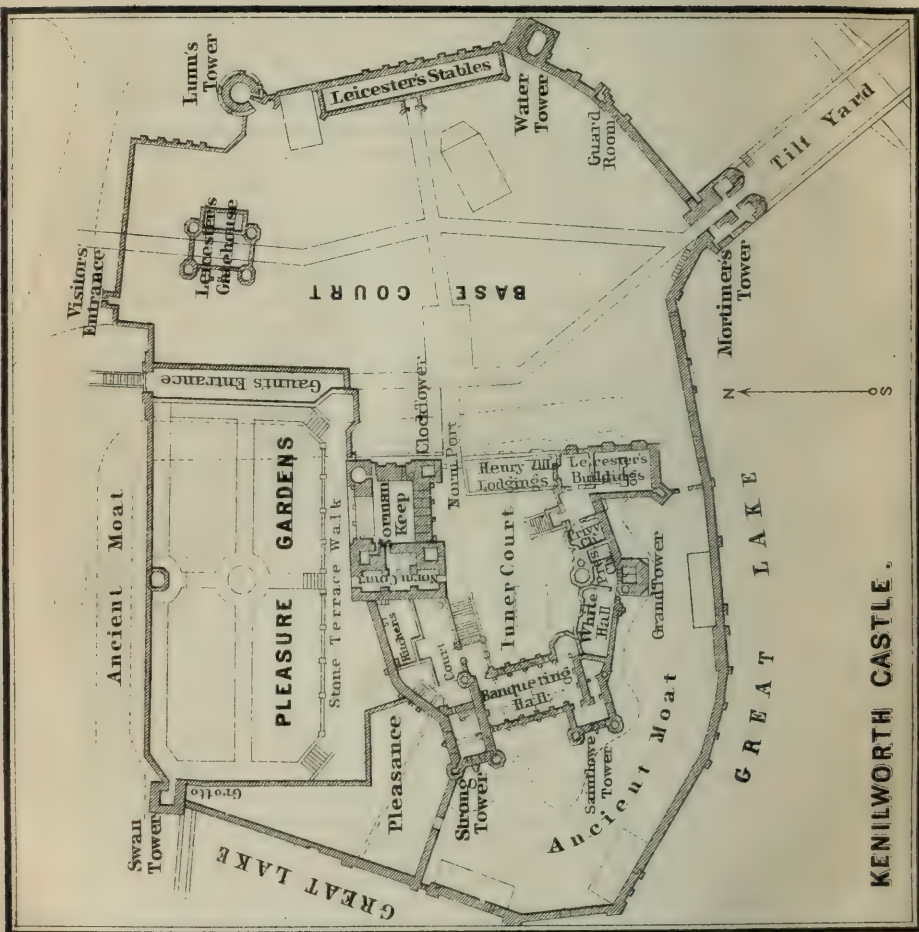 Lunn's
Tower
Leicester's Stables
Water
Tower
Guard
Room
Tilt Yard
Visitors'
Entrance
Leicester's
Gatehouse
BASE COURT
Mortimer's
Tower
Gaunt's Entrance
Ancient Moat
PLEASURE GARDENS
Stone Terrace Walk
Norman
Keep
Clock Tower
Norm Port
Norm Court
Henry VIII
Lodgings
Leicester's
Buildings
Inner Court
Kitchens
Court
White
Hall
Grand Tower
Banqueting
Hall
Pleasance
Strong
Tower
Saintlowe
Tower
Ancient Moat
Swan
Tower
Grotto
GREAT LAKE
GREAT LAKE
N
S
KENILWORTH CASTLE.